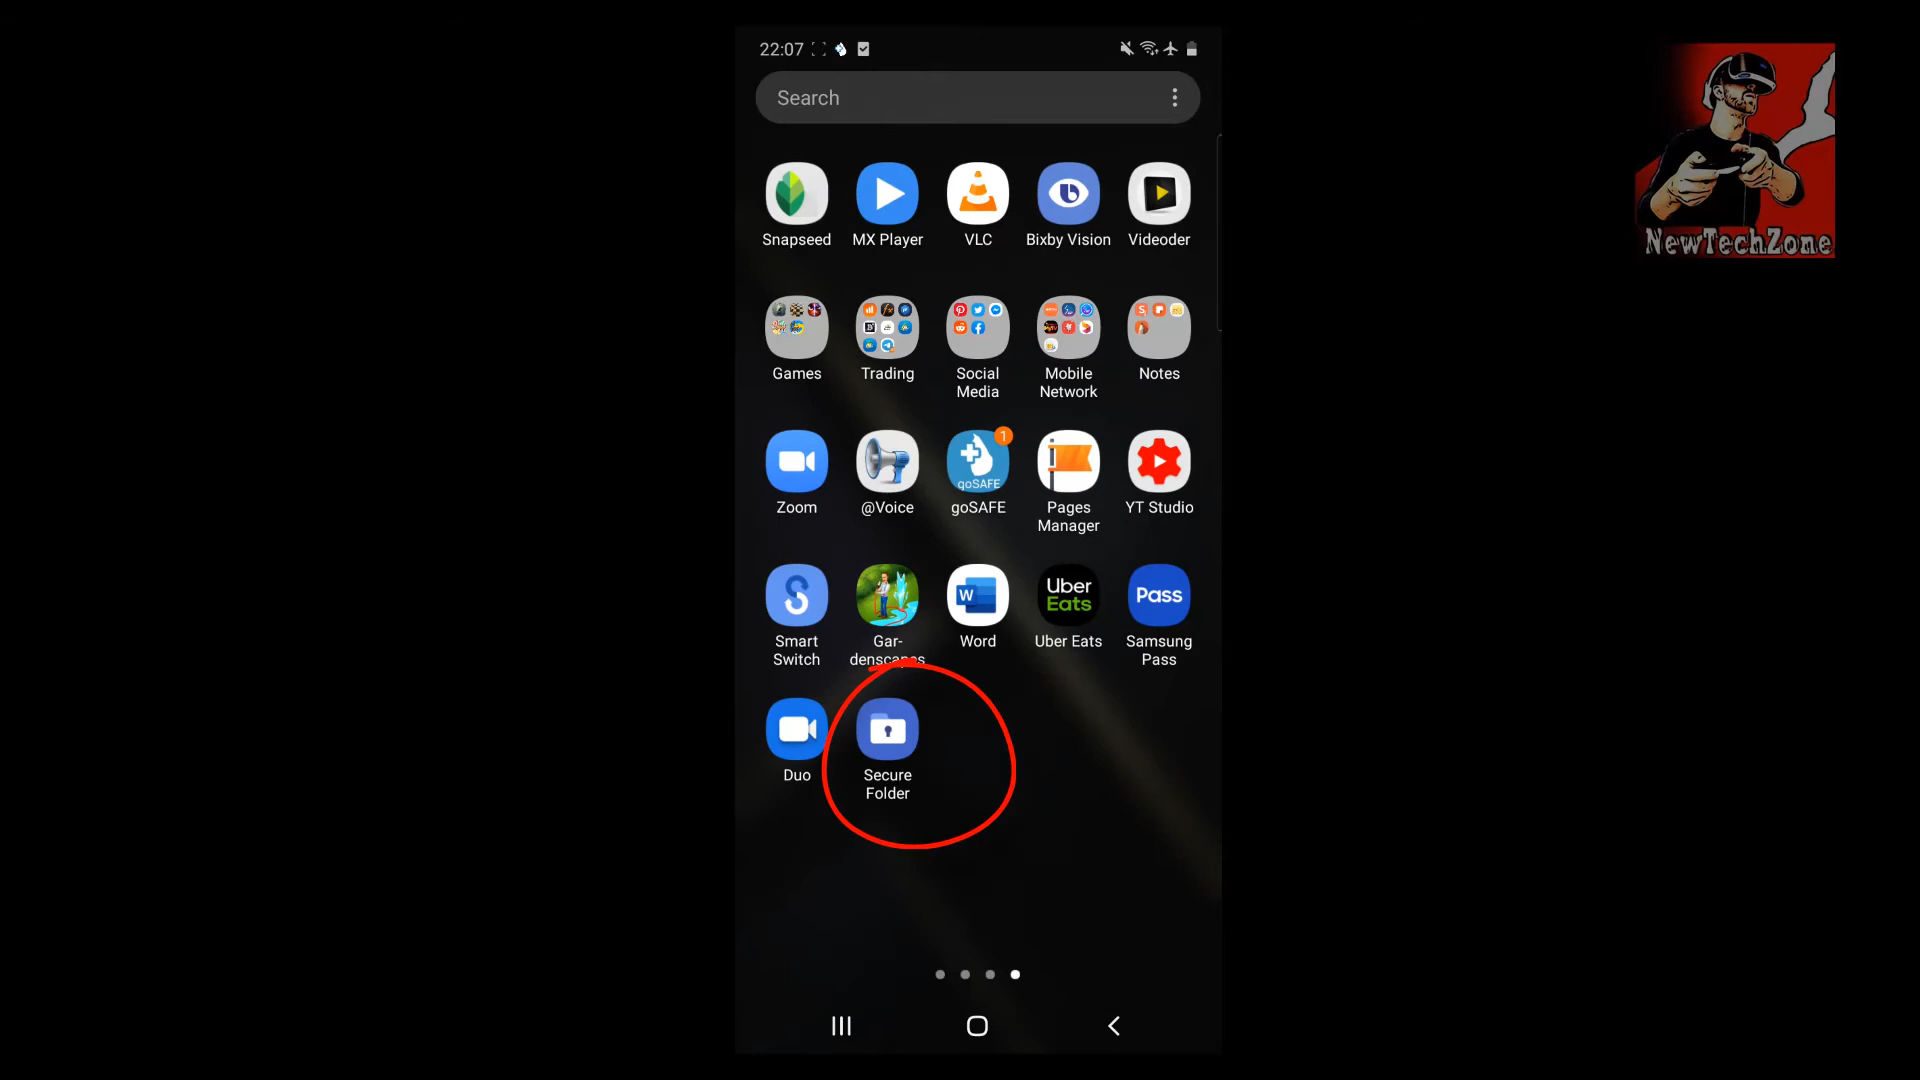 22:07
NewTechZone
Search
Snapseed
MX Player
VLC
Bixby Vision
Videoder
Games
Trading
Social
Media
Mobile
Network
Notes
1
goSAFE
Zoom
@Voice
goSAFE
Pages
Manager
YT Studio
W
Uber
Eats
Pass
Smart
Switch
Gar-
denscapes
Word
Uber Eats
Samsung
Pass
Duo
Secure
Folder